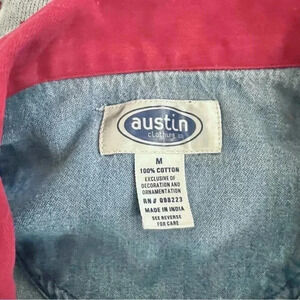 austin
clothing co.
M
100% COTTON
EXCLUSIVE OF
DECORATION AND
ORNAMENTATION
RN# 098223
MADE IN INDIA
SEE REVERSE
FOR CARE